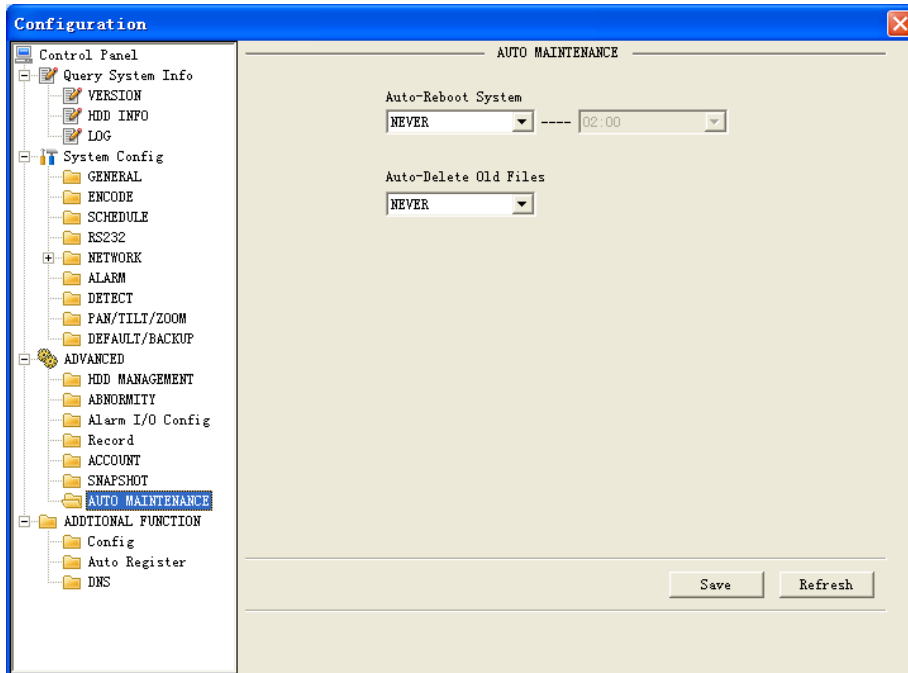 Configuration
Control Panel
Query System Info
VERSION
HDD INFO
LOG
System Config
GENERAL
ENCODE
SCHEDULE
RS232
NETWORK
ALARM
DETECT
PAN/TILT/ZOOM
DEFAULT/BACKUP
ADVANCED
HDD MANAGEMENT
ABNORMITY
Alarm I/O Config
Record
ACCOUNT
SNAPSHOT
AUTO MAINTENANCE
ADDTIONAL FUNCTION
Config
Auto Register
DNS
AUTO MAINTENANCE
Auto-Reboot System
NEVER ---- 02:00
Auto-Delete Old Files
NEVER
Save Refresh